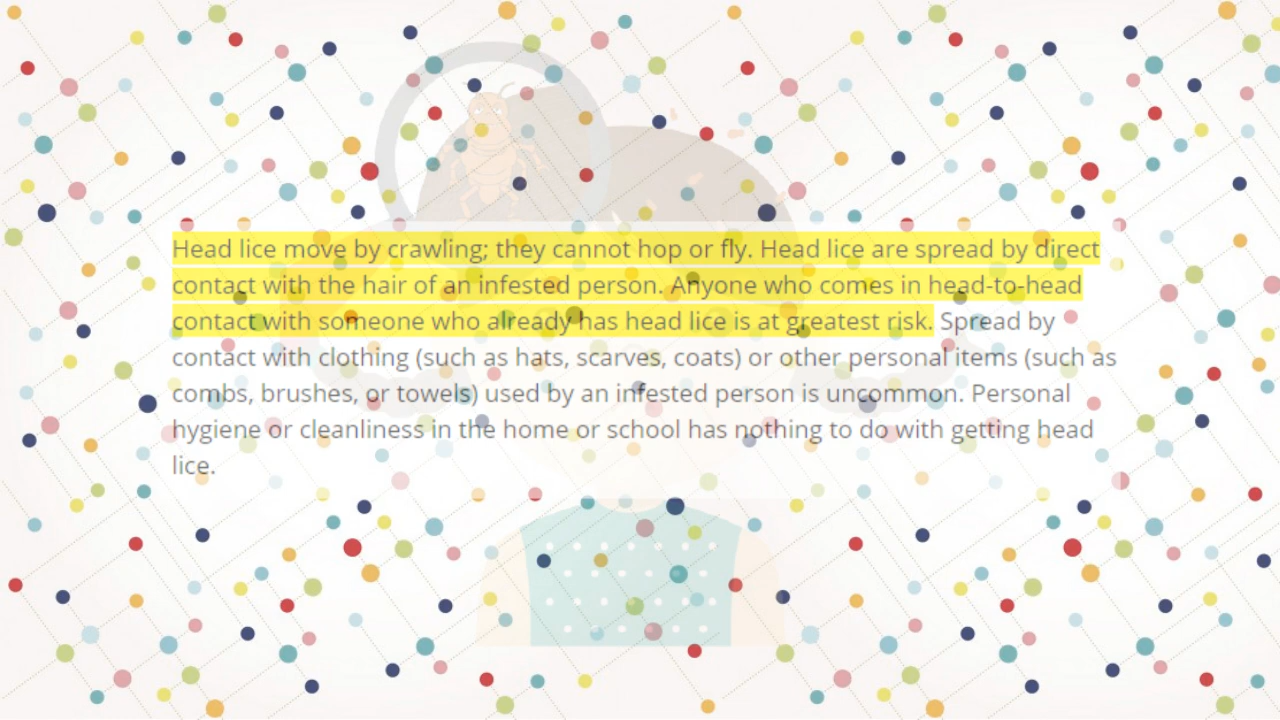 Head lice move by crawling; they cannot hop or fly. Head lice are spread by direct
contact with the hair of an infested person. Anyone who comes in head-to-head
contact with someone who already has head lice is at greatest risk. Spread by
contact with clothing (such as hats, scarves, coats) or other personal items (such as
combs, brushes, or towels) used by an infested person is uncommon. Personal
hygiene or cleanliness in the home or school has nothing to do with getting head
lice.